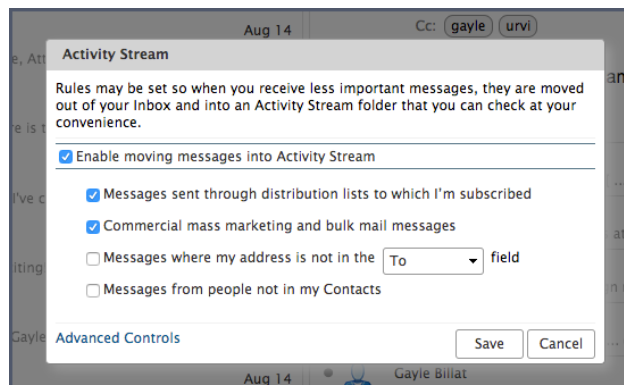 Aug 14
Cc: gayle urvi
e, Att
Activity Stream
Rules may be set so when you receive less important messages, they are moved
out of your Inbox and into an Activity Stream folder that you can check at your
convenience.
Enable moving messages into Activity Stream
Messages sent through distribution lists to which I'm subscribed
I've c
Commercial mass marketing and bulk mail messages
Messages where my address is not in the To field
iting
Messages from people not in my Contacts
Gayle
Advanced Controls
Save
Cancel
Aug 14
Gayle Billat